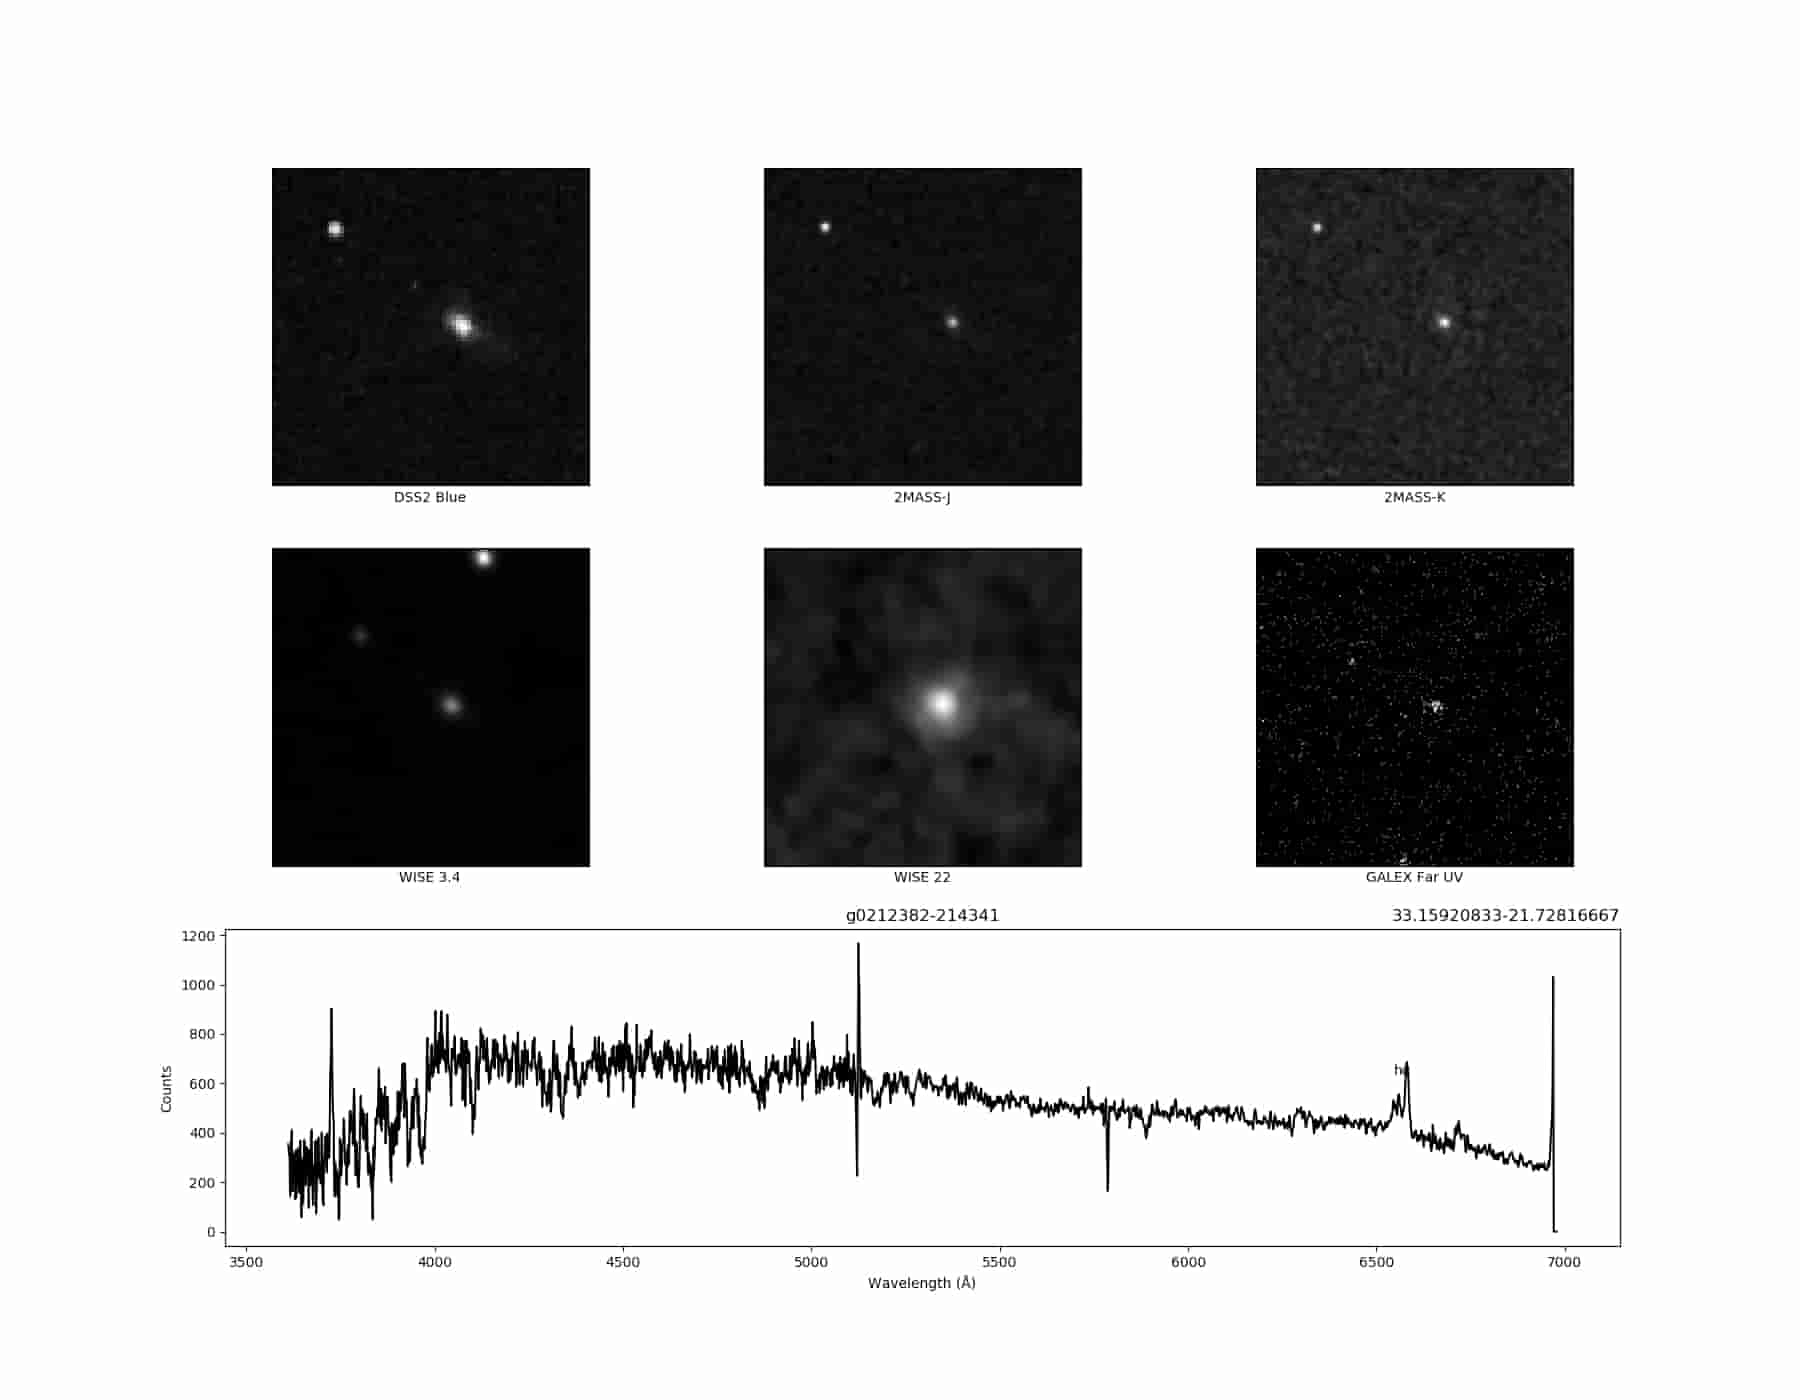 DSS2 Blue
2MASS-J
2MASS-K
WISE 3.4
WISE 22
GALEX Far UV
g0212382-214341
33.15920833-21.72816667
1200
1000
800
600
400
200
0
Counts
3500
4000
4500
5000
5500
6000
6500
7000
Wavelength (Å)